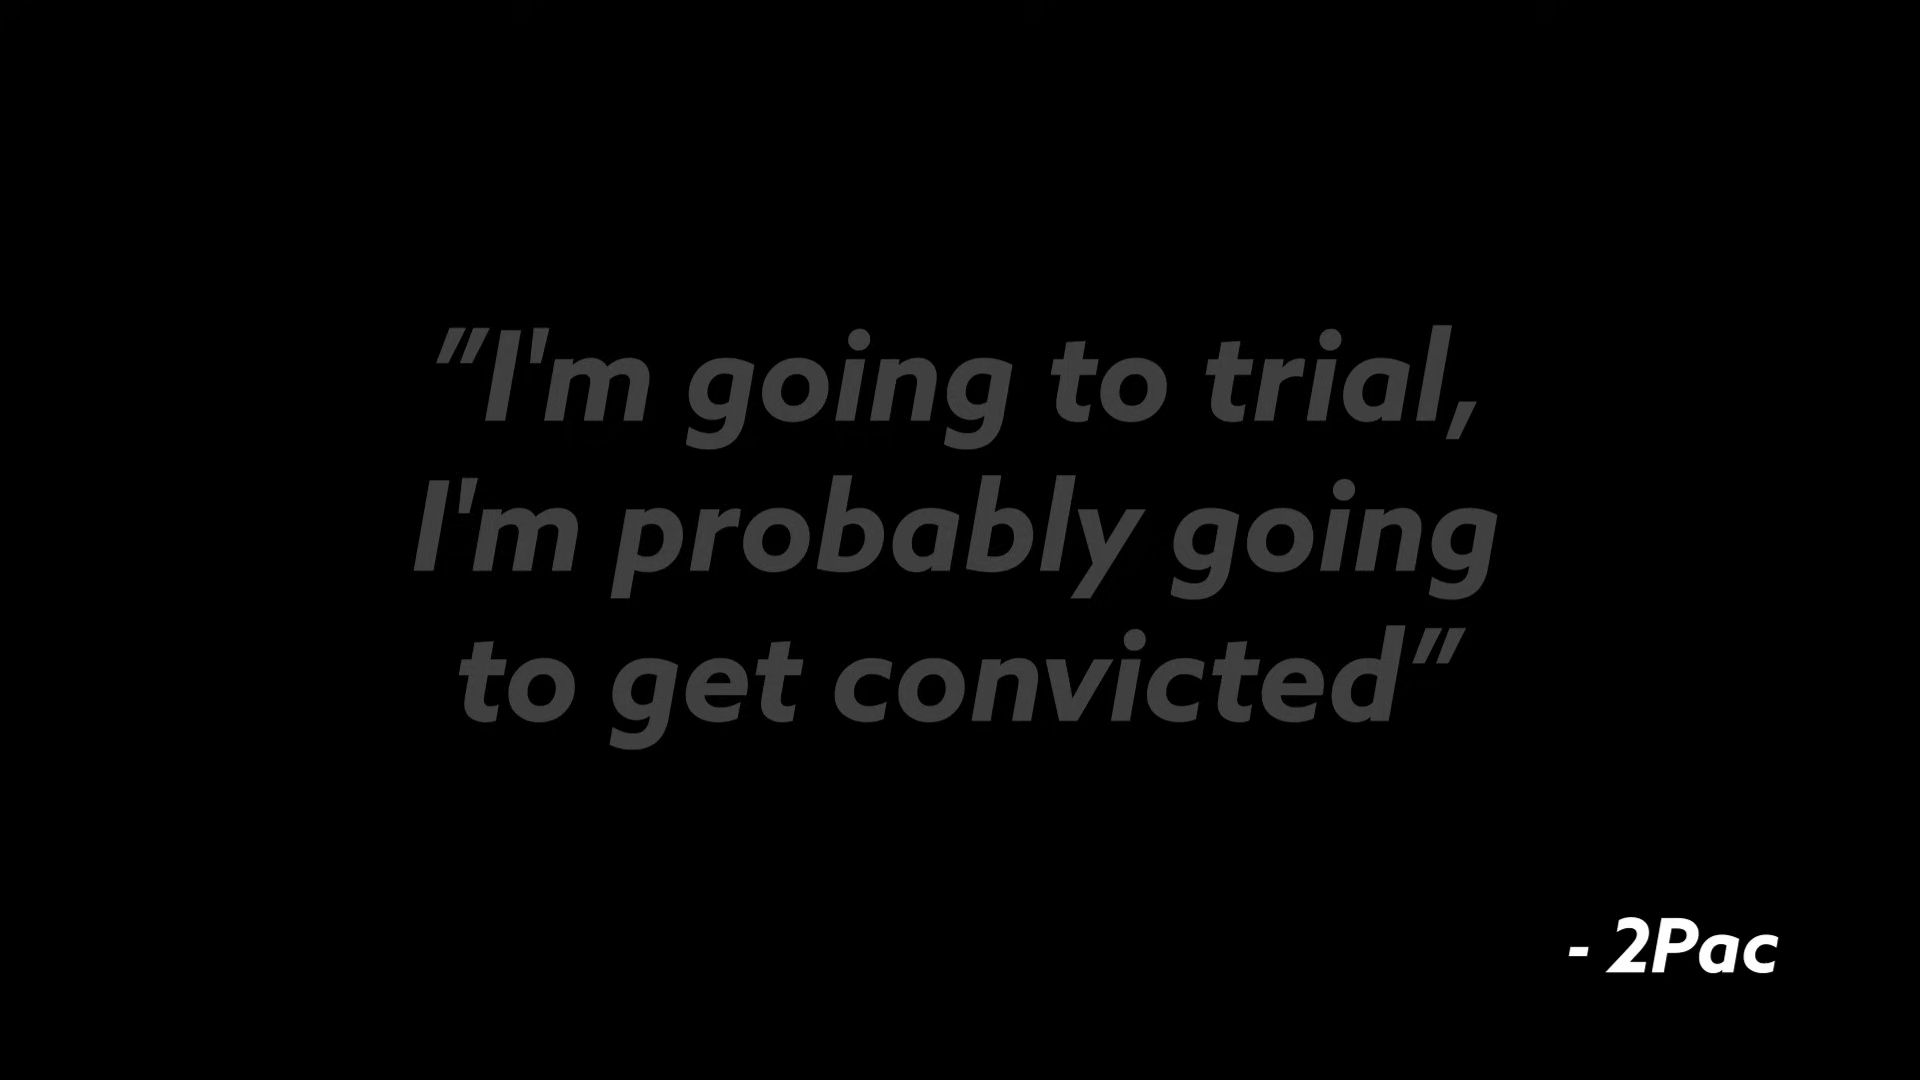 "I'm going to trial,
I'm probably going
to get convicted"
- 2Pac